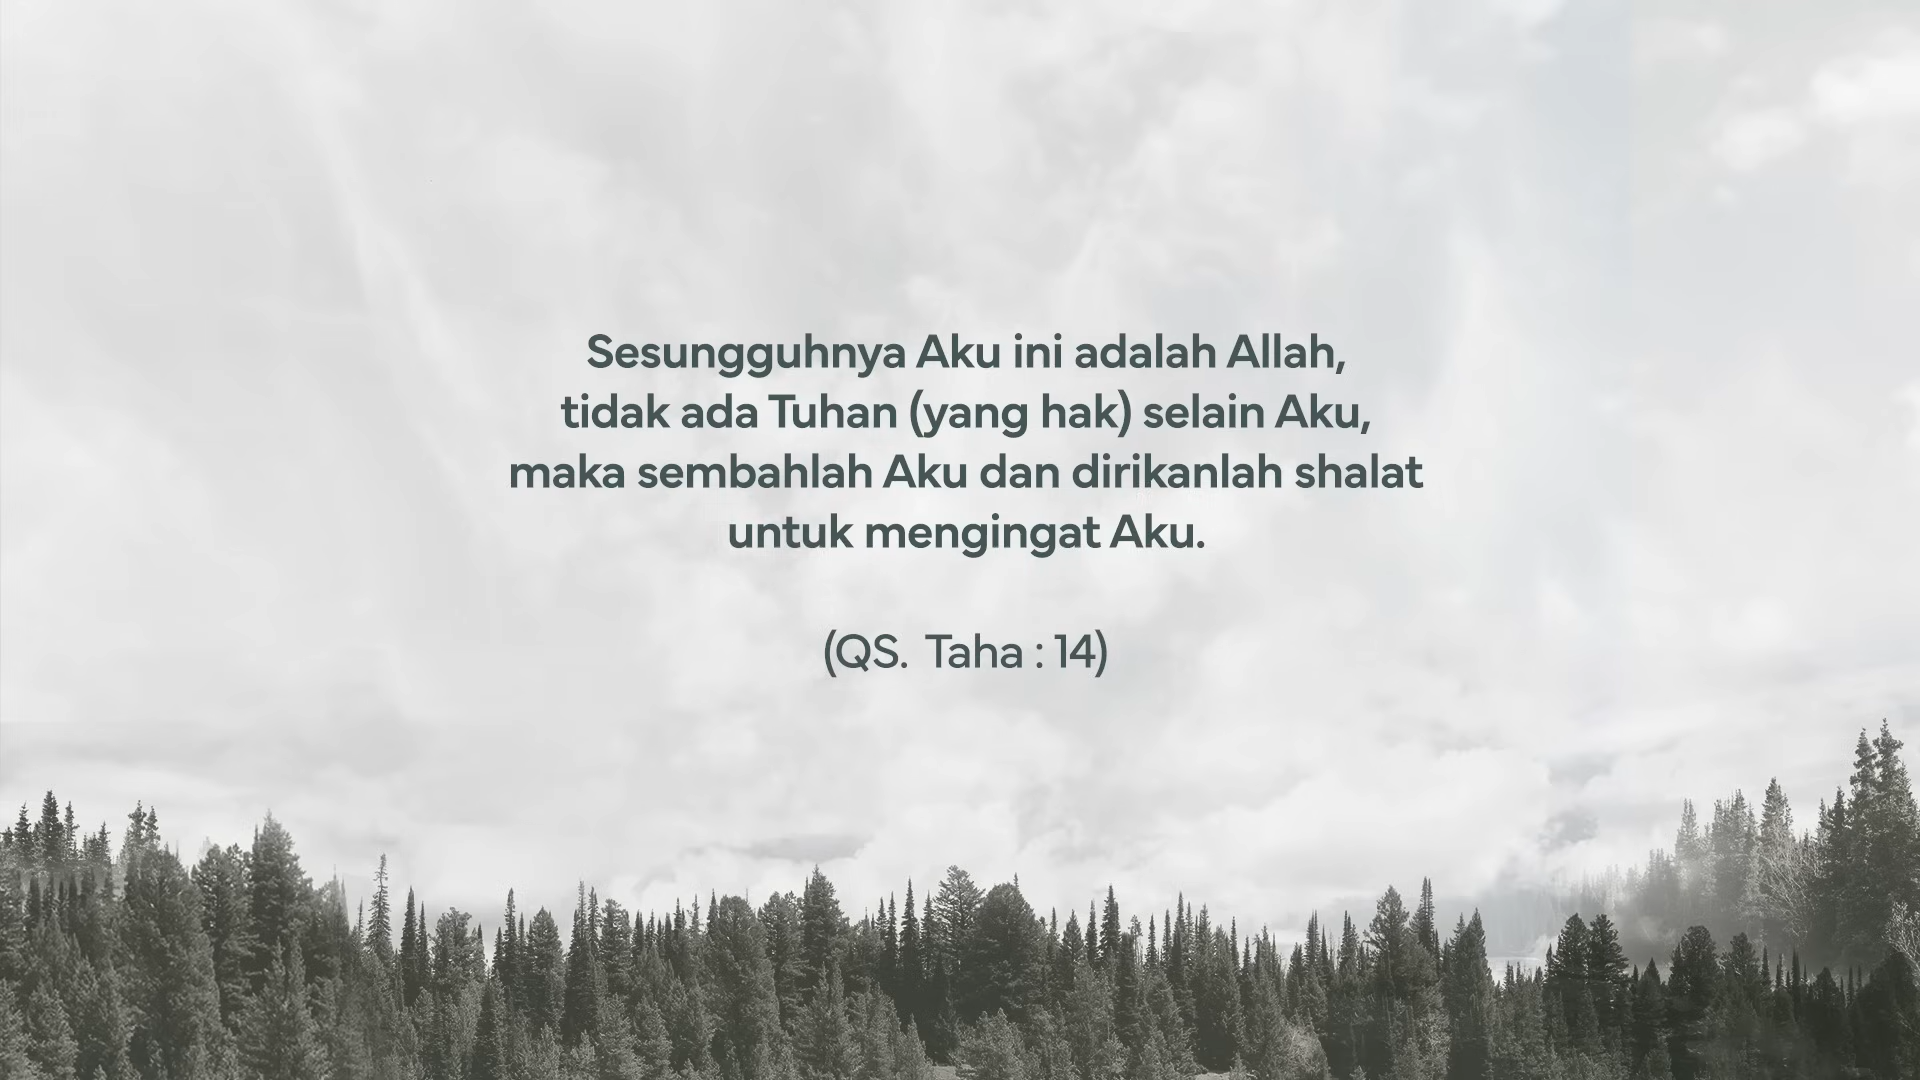 Sesungguhnya Aku ini adalah Allah,
tidak ada Tuhan (yang hak) selain Aku,
maka sembahlah Aku dan dirikanlah shalat
untuk mengingat Aku.
(QS. Taha : 14)